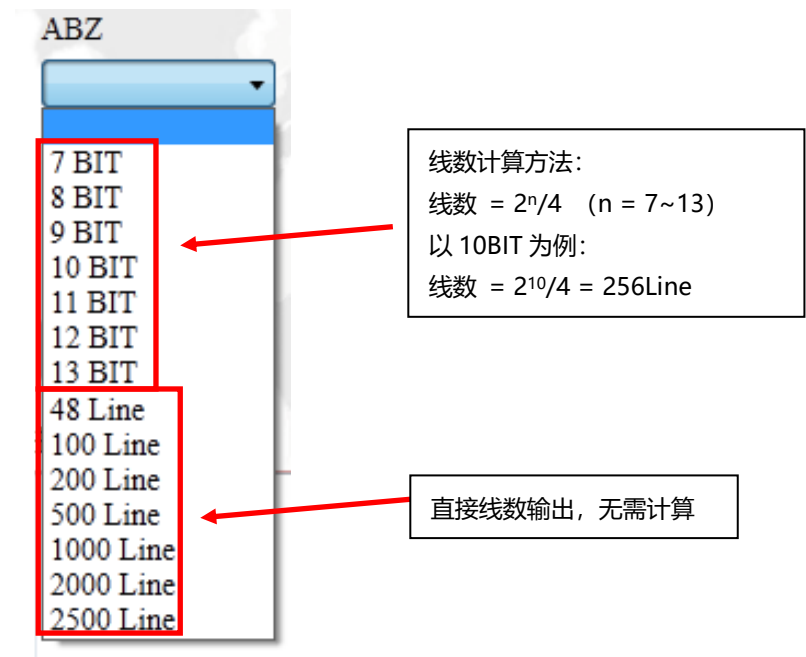 ABZ
7 BIT
8 BIT
9 BIT
10 BIT
11 BIT
12 BIT
13 BIT
48 Line
100 Line
200 Line
500 Line
1000 Line
2000 Line
2500 Line
线数计算方法：
线数 = 2ⁿ/4 （n = 7~13）
以 10BIT 为例：
线数 = 2¹⁰/4 = 256Line
直接线数输出，无需计算